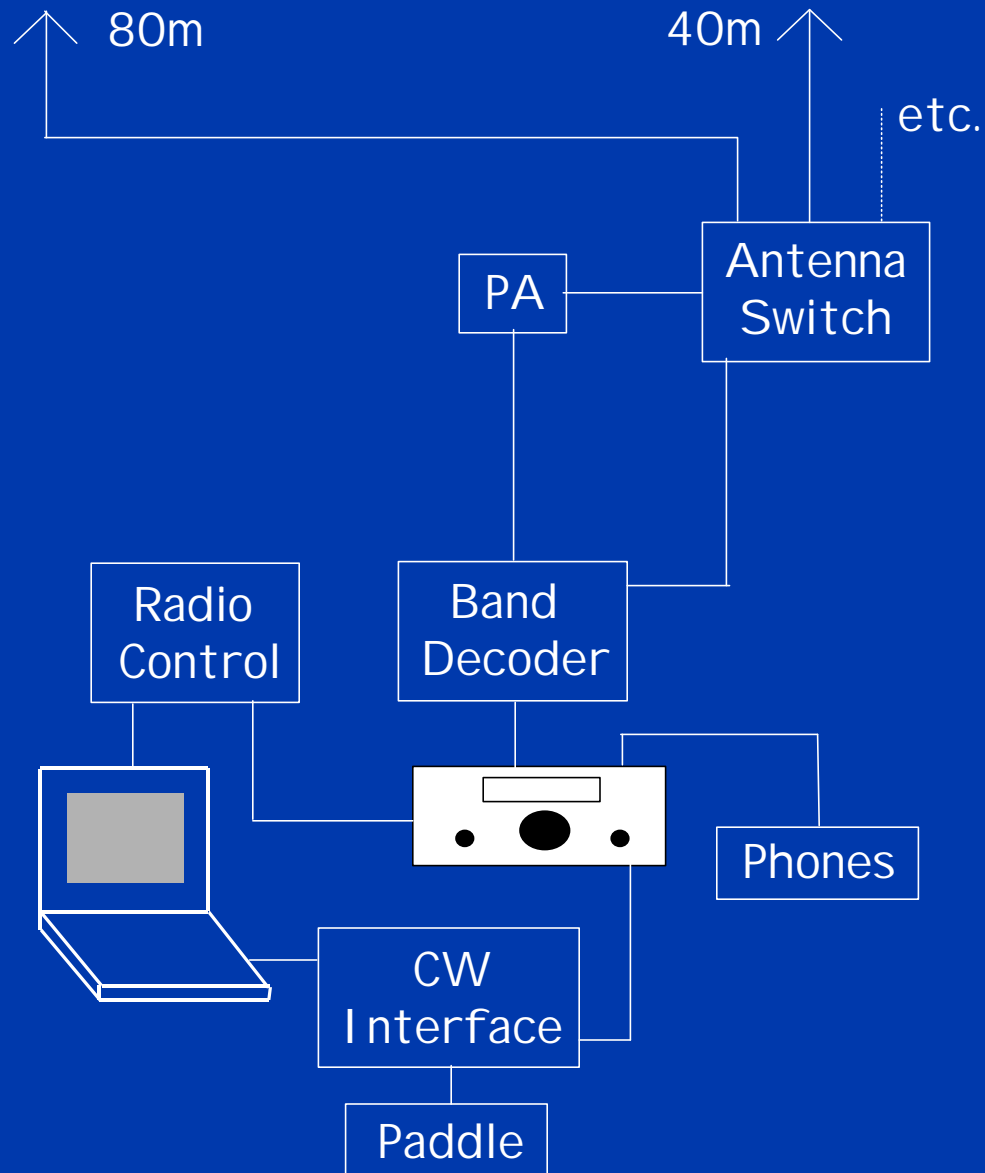 80m
40m
etc.
Antenna
Switch
PA
Radio
Control
Band
Decoder
Phones
CW
Interface
Paddle